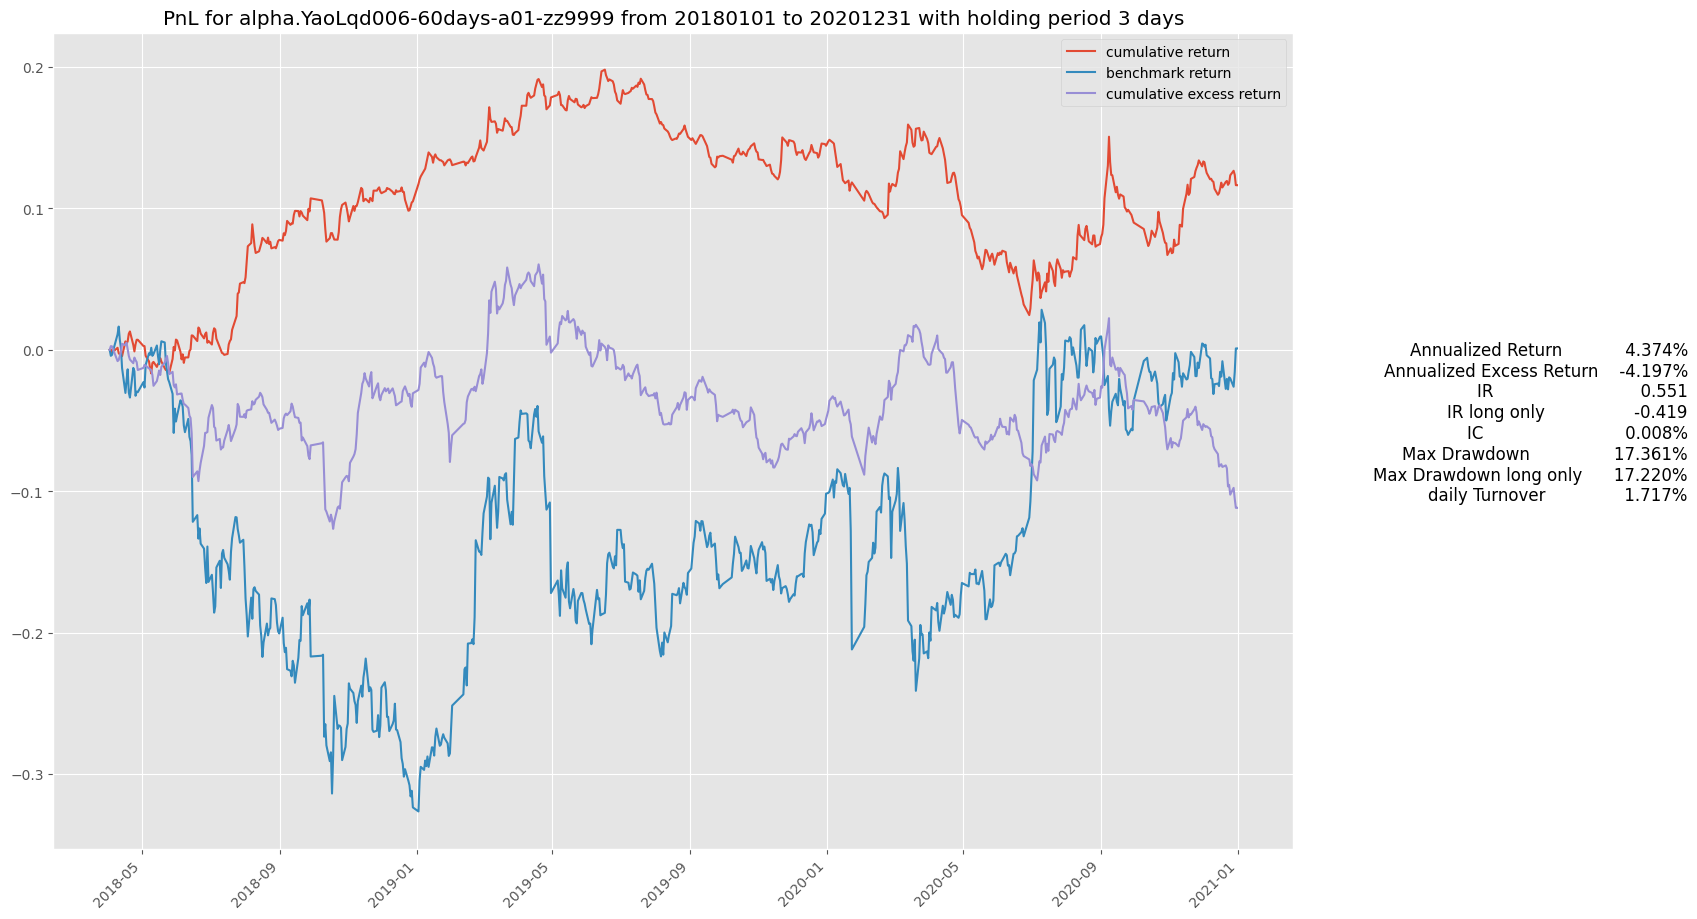 PnL for alpha.YaoLqd006-60days-a01-zz9999 from 20180101 to 20201231 with holding period 3 days
cumulative return
benchmark return
cumulative excess return
0.2
0.1
0.0
−0.1
−0.2
−0.3
2018-05
2018-09
2019-01
2019-05
2019-09
2020-01
2020-05
2020-09
2021-01
Annualized Return 4.374%
Annualized Excess Return -4.197%
IR 0.551
IR long only -0.419
IC 0.008%
Max Drawdown 17.361%
Max Drawdown long only 17.220%
daily Turnover 1.717%